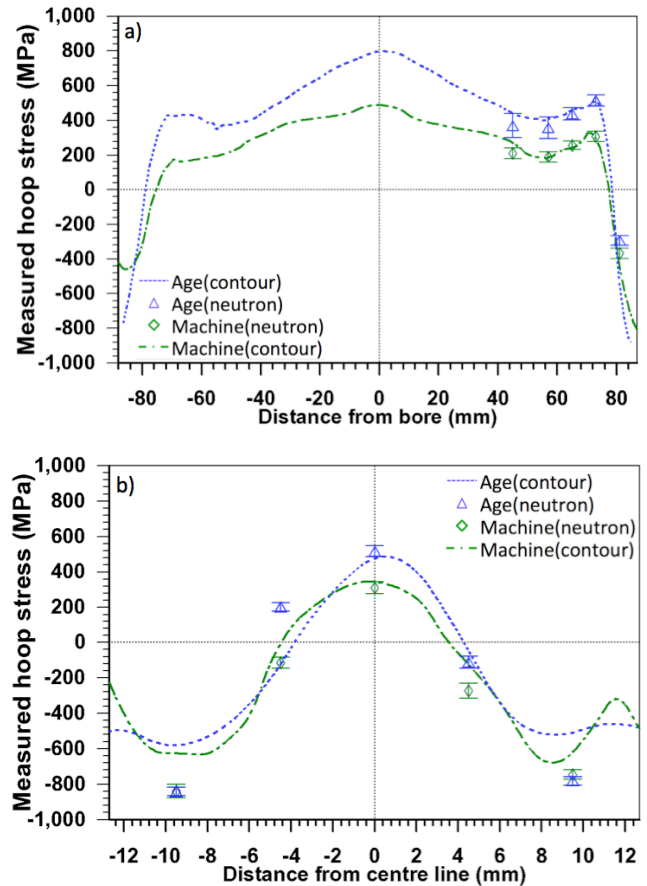 a)
1,000
800
600
400
200
0
-200
-400
-600
-800
-1,000
Measured hoop stress (MPa)
Age(contour)
Age(neutron)
Machine(neutron)
Machine(contour)
-80 -60 -40 -20 0 20 40 60 80
Distance from bore (mm)
b)
1,000
800
600
400
200
0
-200
-400
-600
-800
-1,000
Measured hoop stress (MPa)
Age(contour)
Age(neutron)
Machine(neutron)
Machine(contour)
-12 -10 -8 -6 -4 -2 0 2 4 6 8 10 12
Distance from centre line (mm)